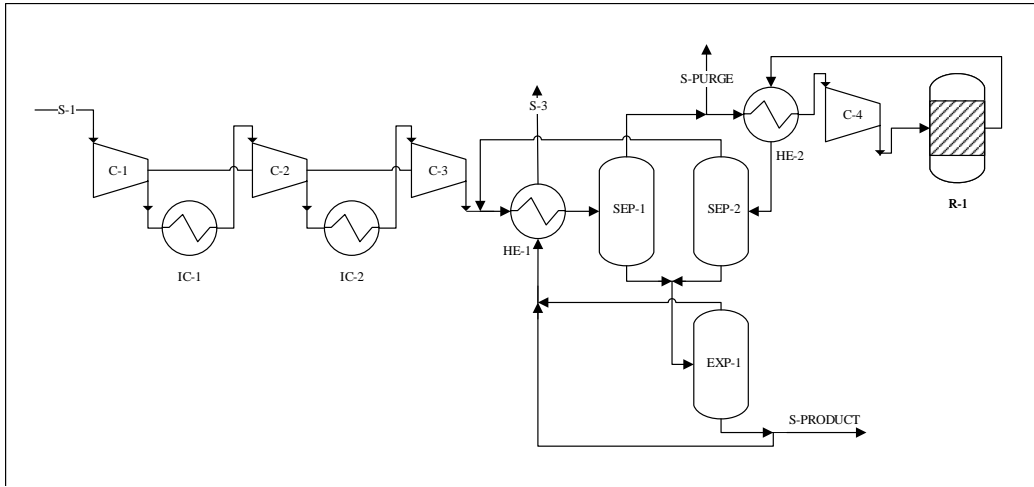 S-PURGE
S-1
S-3
C-4
HE-2
C-1
C-2
C-3
SEP-1
SEP-2
R-1
HE-1
IC-1
IC-2
EXP-1
S-PRODUCT